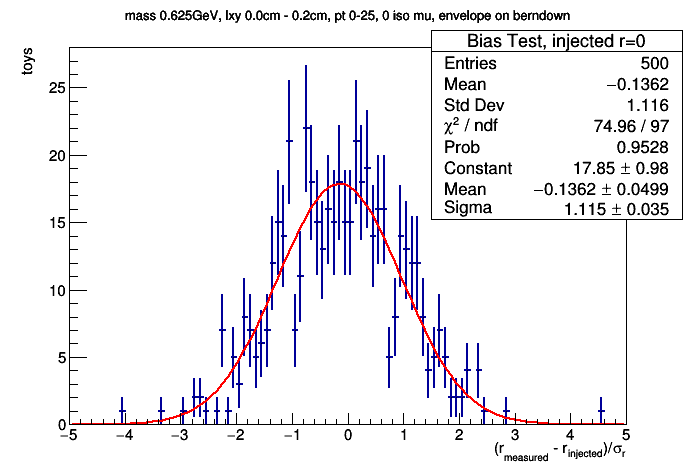 mass 0.625GeV, lxy 0.0cm - 0.2cm, pt 0-25, 0 iso mu, envelope on berndown
toys
Bias Test, injected r=0
Entries 500
Mean −0.1362
Std Dev 1.116
χ² / ndf 74.96 / 97
Prob 0.9528
Constant 17.85 ± 0.98
Mean −0.1362 ± 0.0499
Sigma 1.115 ± 0.035
25
20
15
10
5
0
−5 −4 −3 −2 −1 0 1 2 3 4 5
(r_measured - r_injected)/σ_r